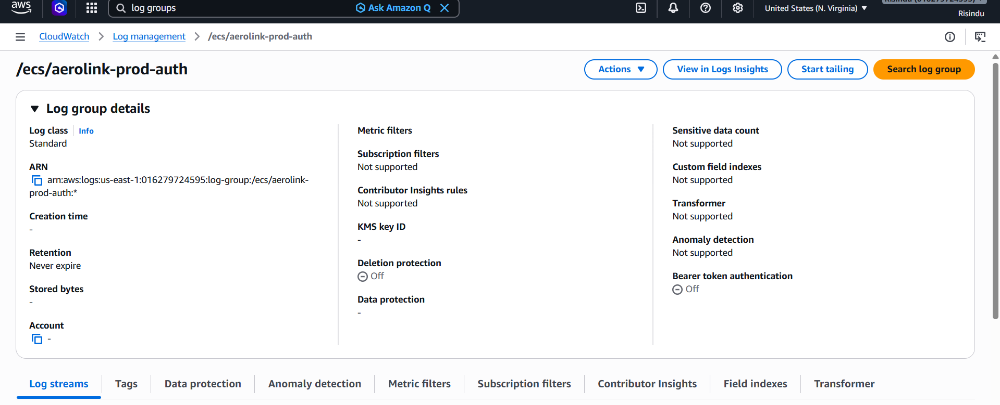 aws
log groups
Ask Amazon Q
United States (N. Virginia)
Risindu
CloudWatch
Log management
/ecs/aerolink-prod-auth
/ecs/aerolink-prod-auth
Actions
View in Logs Insights
Start tailing
Search log group
Log group details
Log class
Info
Standard
ARN
arn:aws:logs:us-east-1:016279724595:log-group:/ecs/aerolink-
prod-auth:*
Creation time
-
Retention
Never expire
Stored bytes
-
Account
-
Metric filters
Subscription filters
Not supported
Contributor Insights rules
Not supported
KMS key ID
-
Deletion protection
Off
Data protection
-
Sensitive data count
Not supported
Custom field indexes
Not supported
Transformer
Not supported
Anomaly detection
Not supported
Bearer token authentication
Off
Log streams
Tags
Data protection
Anomaly detection
Metric filters
Subscription filters
Contributor Insights
Field indexes
Transformer